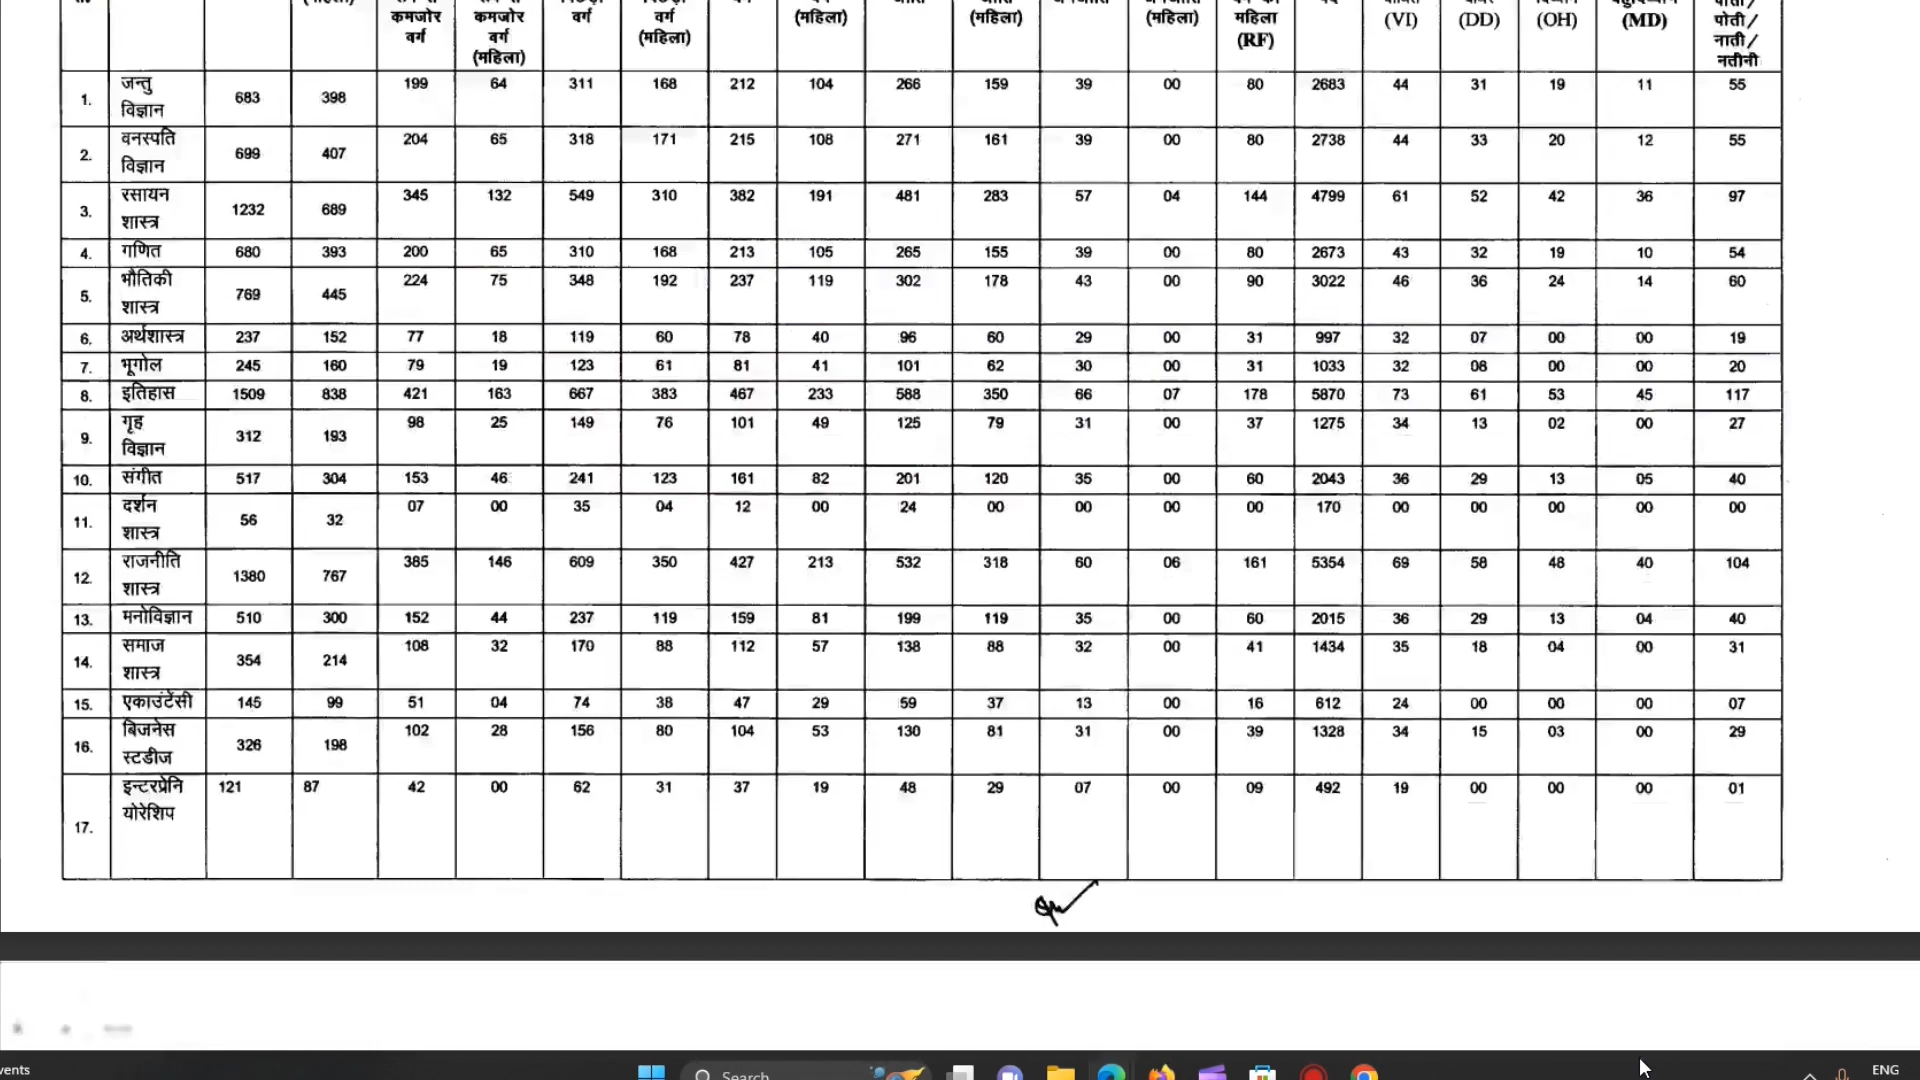 कमजोर कमजोर वर्ग वर्ग (महिला) (महिला) महिला (VI) (DD) (OH) (MD) पोती/
वर्ग वर्ग (महिला) (महिला) (RF) नाती/
(महिला) नतीनी
1. जन्तु विज्ञान 683 398 199 64 311 168 212 104 266 159 39 00 80 2683 44 31 19 11 55
2. वनस्पति विज्ञान 699 407 204 65 318 171 215 108 271 161 39 00 80 2738 44 33 20 12 55
3. रसायन शास्त्र 1232 689 345 132 549 310 382 191 481 283 57 04 144 4799 61 52 42 36 97
4. गणित 680 393 200 65 310 168 213 105 265 155 39 00 80 2673 43 32 19 10 54
5. भौतिकी शास्त्र 769 445 224 75 348 192 237 119 302 178 43 00 90 3022 46 36 24 14 60
6. अर्थशास्त्र 237 152 77 18 119 60 78 40 96 60 29 00 31 997 32 07 00 00 19
7. भूगोल 245 160 79 19 123 61 81 41 101 62 30 00 31 1033 32 08 00 00 20
8. इतिहास 1509 838 421 163 667 383 467 233 588 350 66 07 178 5870 73 61 53 45 117
9. गृह विज्ञान 312 193 98 25 149 76 101 49 125 79 31 00 37 1275 34 13 02 00 27
10. संगीत 517 304 153 46 241 123 161 82 201 120 35 00 60 2043 36 29 13 05 40
11. दर्शन शास्त्र 56 32 07 00 35 04 12 00 24 00 00 00 00 170 00 00 00 00 00
12. राजनीति शास्त्र 1380 767 385 146 609 350 427 213 532 318 60 06 161 5354 69 58 48 40 104
13. मनोविज्ञान 510 300 152 44 237 119 159 81 199 119 35 00 60 2015 36 29 13 04 40
14. समाज शास्त्र 354 214 108 32 170 88 112 57 138 88 32 00 41 1434 35 18 04 00 31
15. एकाउंटेंसी 145 99 51 04 74 38 47 29 59 37 13 00 16 612 24 00 00 00 07
16. बिजनेस स्टडीज 326 198 102 28 156 80 104 53 130 81 31 00 39 1328 34 15 03 00 29
17. इन्टरप्रेनि योरेशिप 121 87 42 00 62 31 37 19 48 29 07 00 09 492 19 00 00 00 01
vents Search ENG